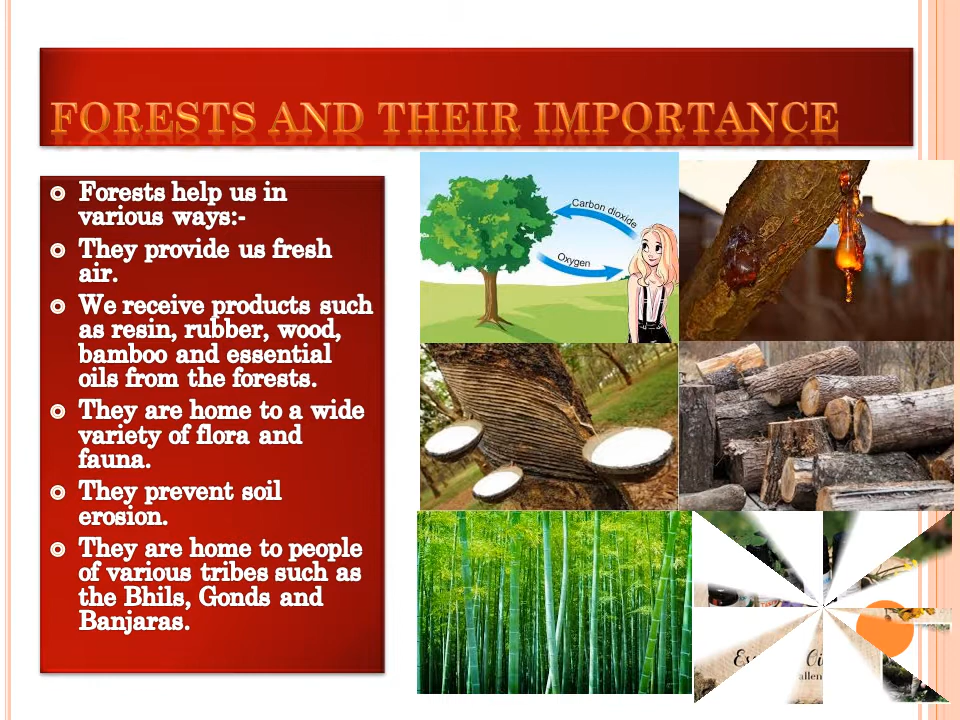 FORESTS AND THEIR IMPORTANCE
Forests help us in
various ways:-
They provide us fresh
air.
We receive products such
as resin, rubber, wood,
bamboo and essential
oils from the forests.
They are home to a wide
variety of flora and
fauna.
They prevent soil
erosion.
They are home to people
of various tribes such as
the Bhils, Gonds and
Banjaras.
Carbon dioxide
Oxygen